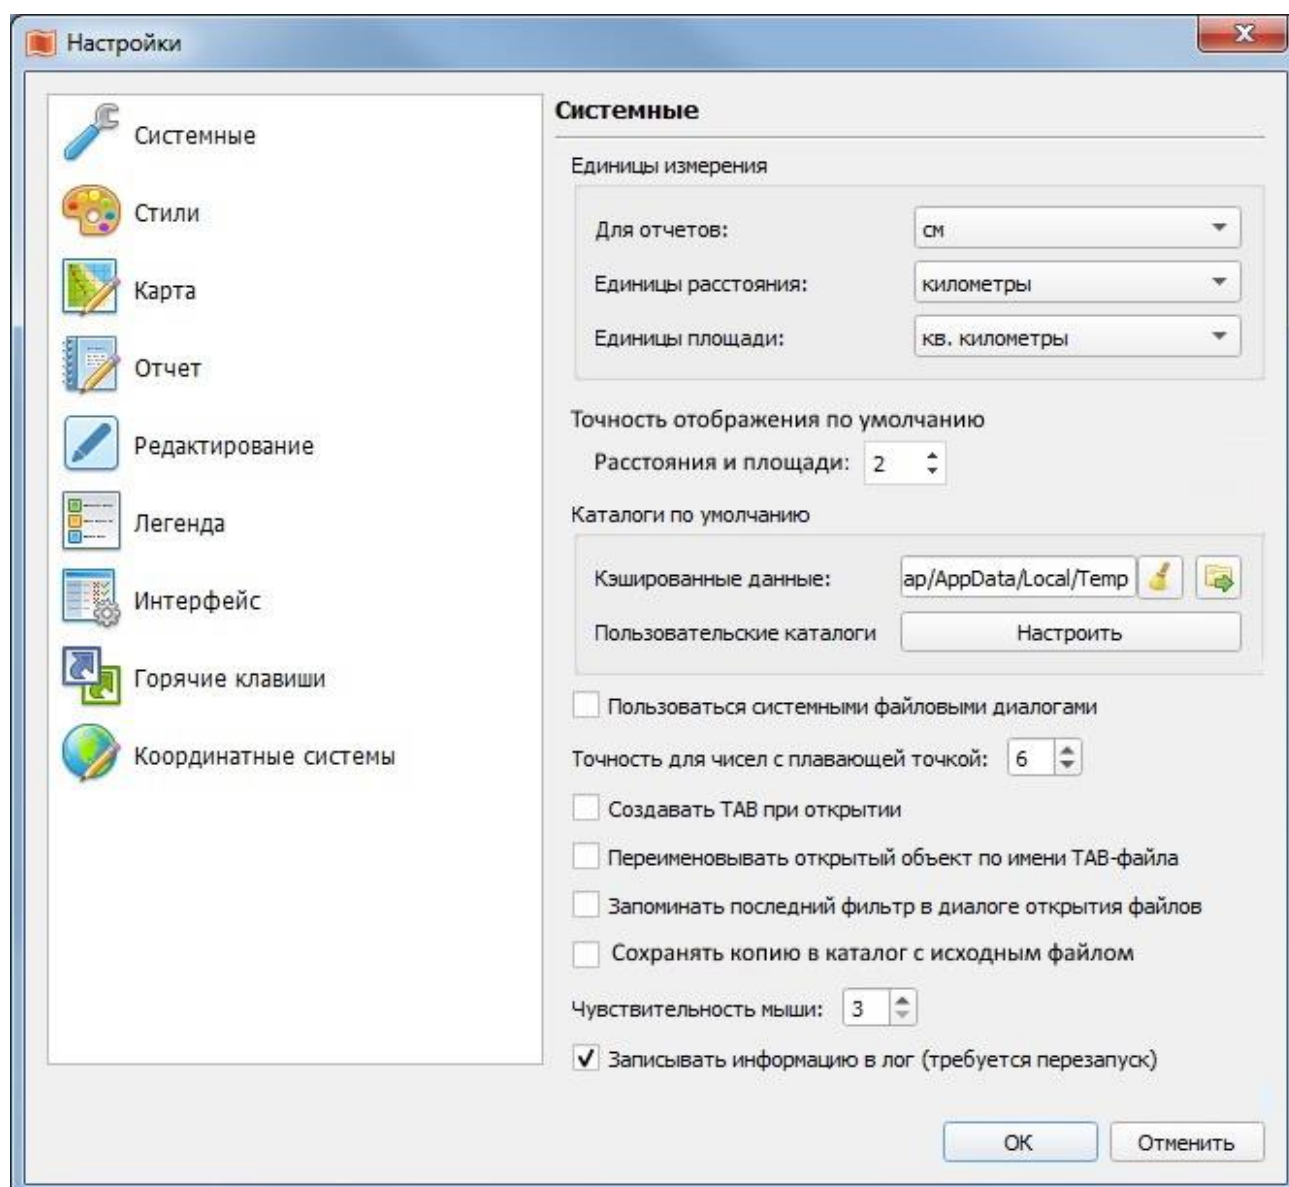 Настройки
Системные
Стили
Карта
Отчет
Редактирование
Легенда
Интерфейс
Горячие клавиши
Координатные системы
Системные
Единицы измерения
Для отчетов: см
Единицы расстояния: километры
Единицы площади: кв. километры
Точность отображения по умолчанию
Расстояния и площади: 2
Каталоги по умолчанию
Кэшированные данные: ap/AppData/Local/Temp
Пользовательские каталоги Настроить
Пользоваться системными файловыми диалогами
Точность для чисел с плавающей точкой: 6
Создавать TAB при открытии
Переименовывать открытый объект по имени TAB-файла
Запоминать последний фильтр в диалоге открытия файлов
Сохранять копию в каталог с исходным файлом
Чувствительность мыши: 3
Записывать информацию в лог (требуется перезапуск)
ОК Отменить